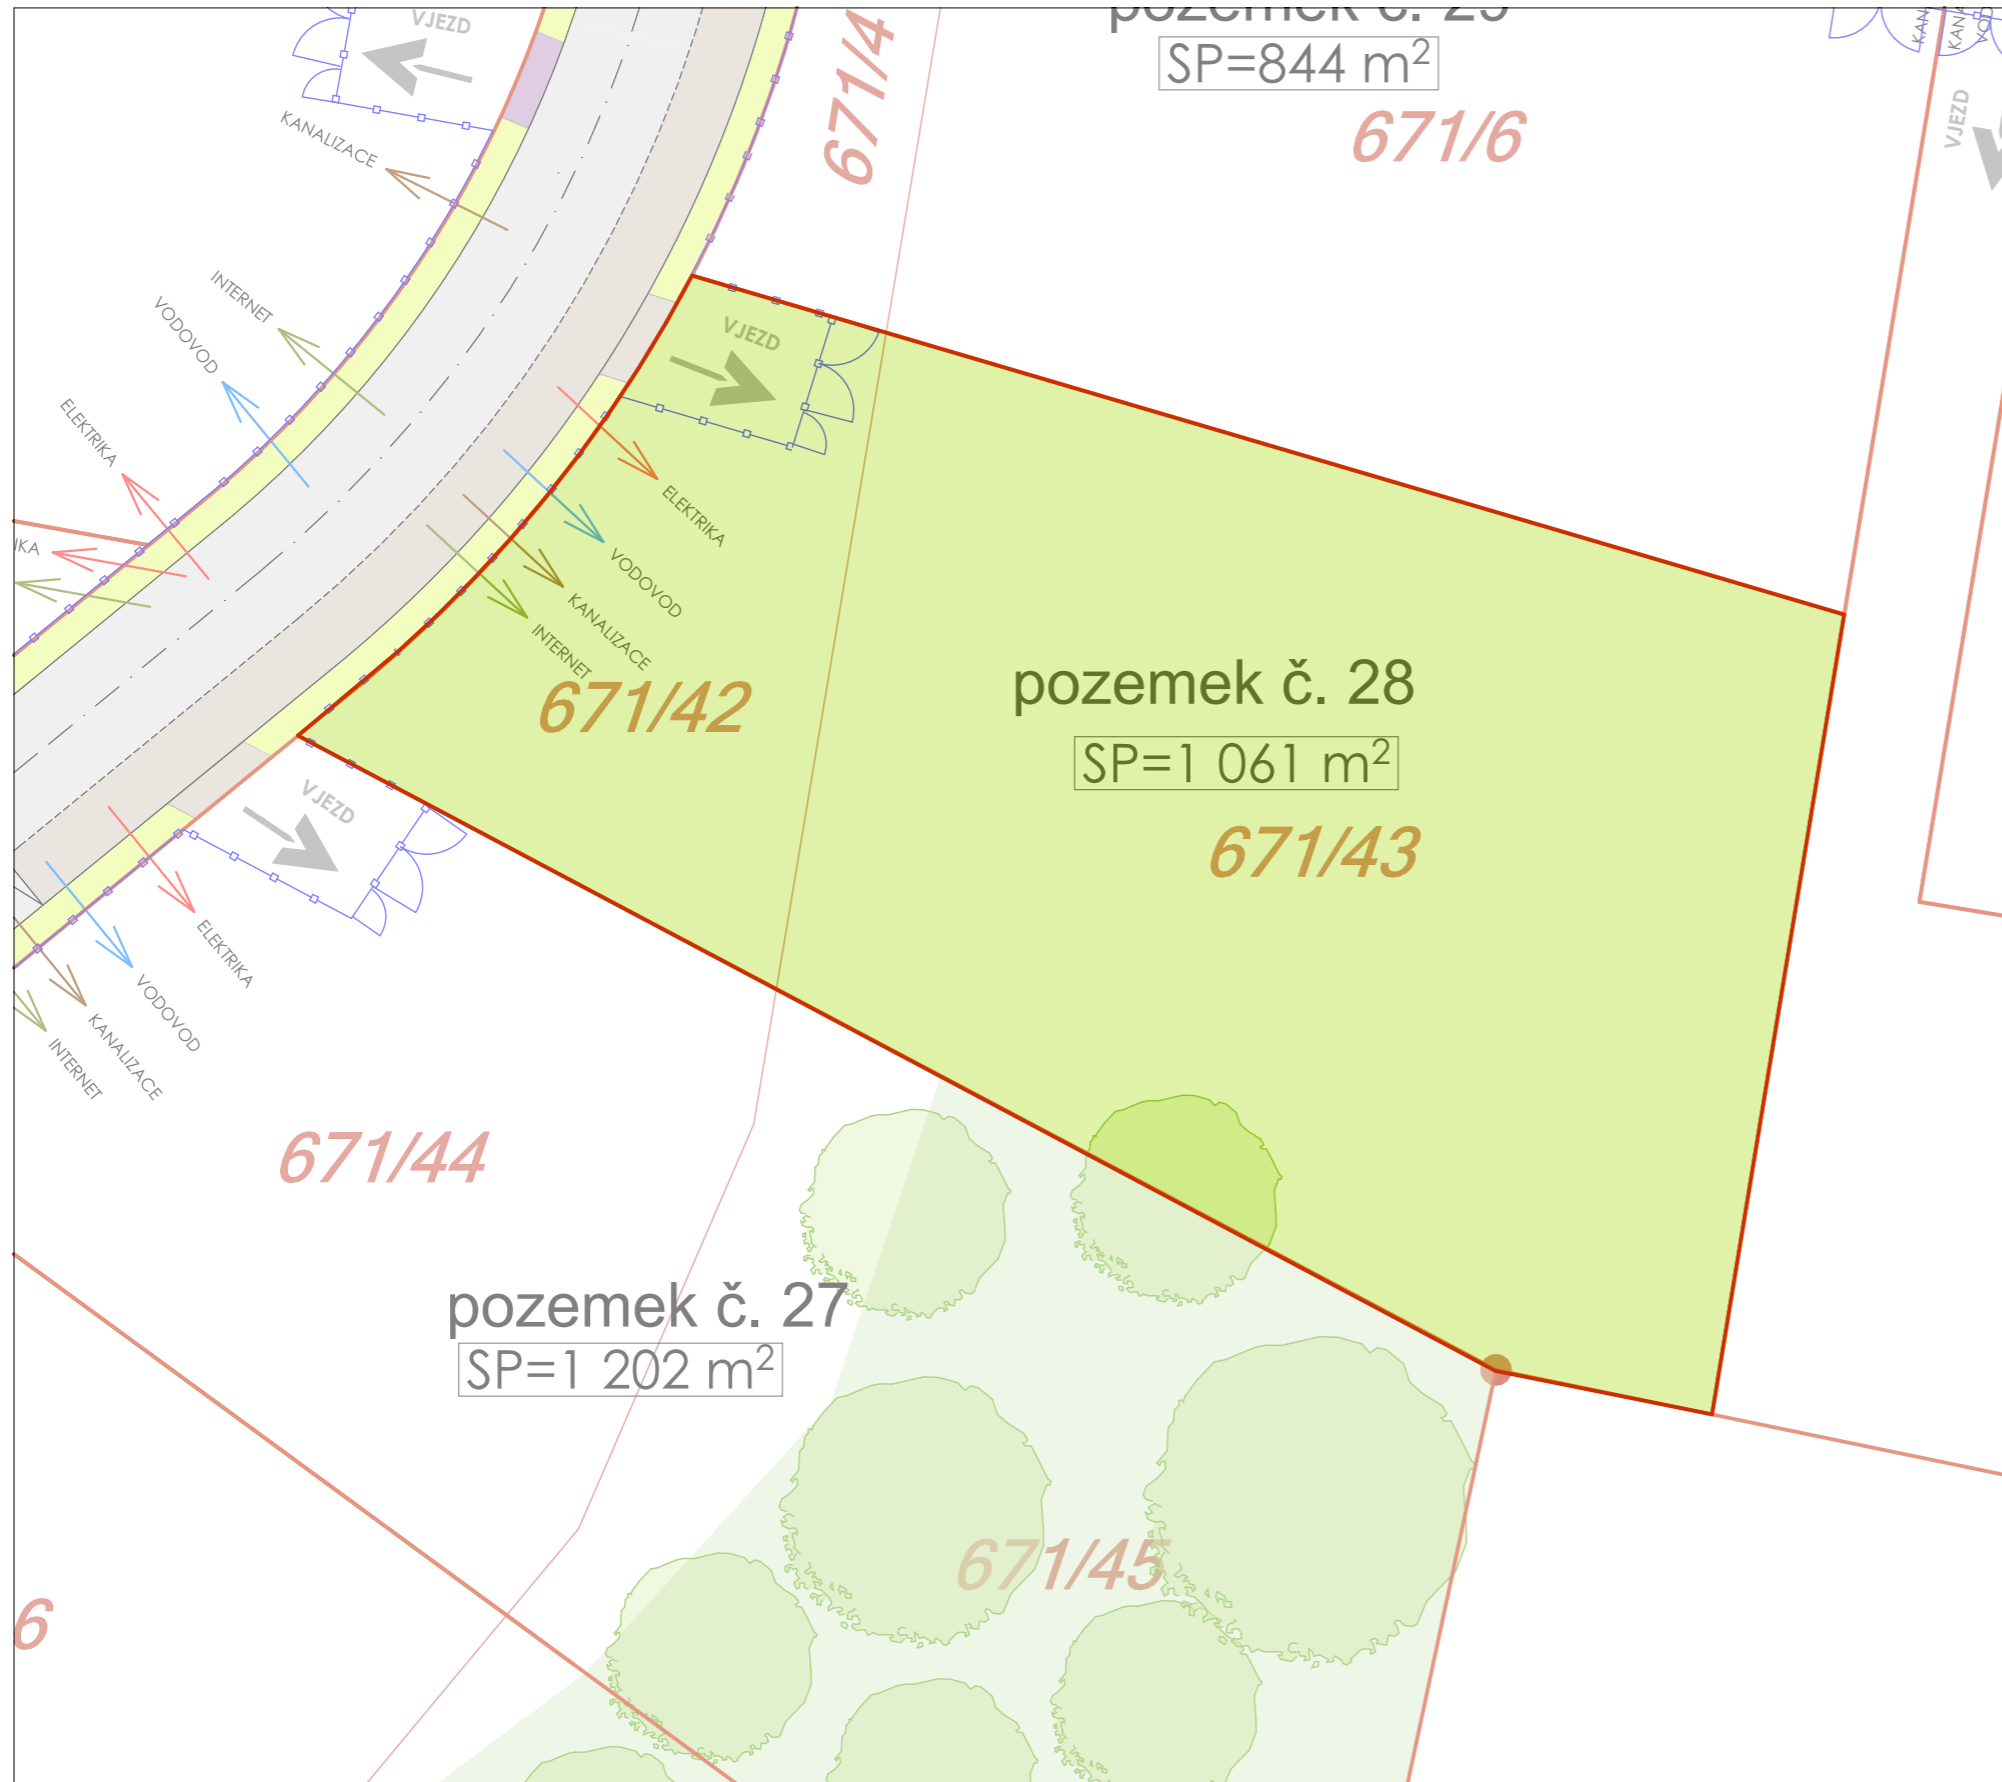 VJEZD
671/4
SP=844 m²
671/6
KANA
VJEZD
KANALIZACE
INTERNET
VODOVOD
ELEKTRIKA
IKA
VJEZD
ELEKTRIKA
VODOVOD
KANALIZACE
INTERNET
671/42
pozemek č. 28
SP=1 061 m²
671/43
VJEZD
ELEKTRIKA
VODOVOD
KANALIZACE
INTERNET
671/44
pozemek č. 27
SP=1 202 m²
671/45
6